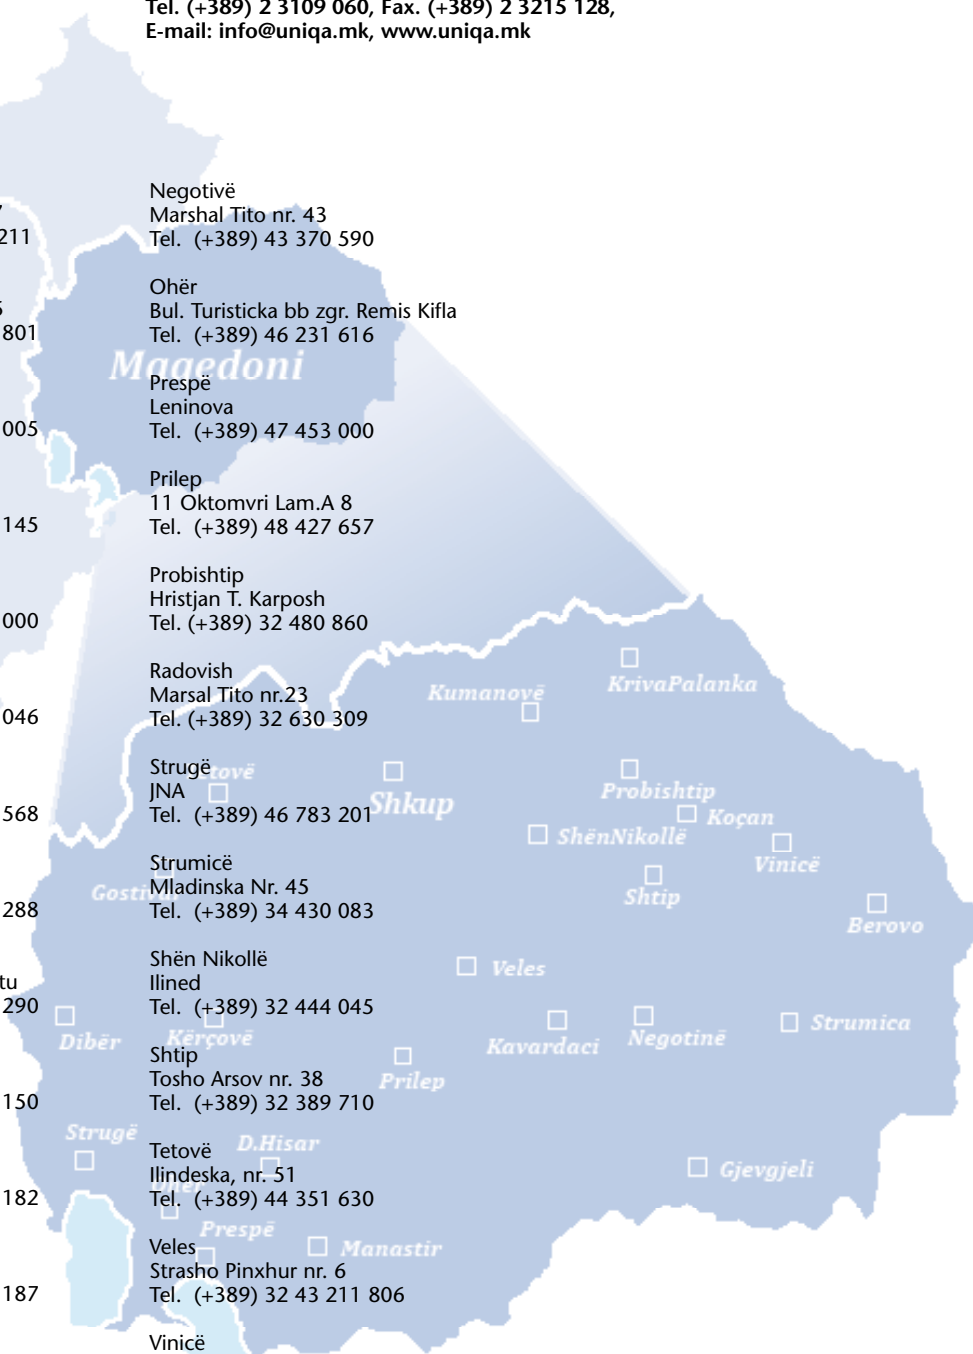 Tel. (+389) 2 3109 060, Fax. (+389) 2 3215 128,
E-mail: info@uniqa.mk, www.uniqa.mk
211
801
005
145
000
046
568
288
tu
290
150
182
187
Negotivë
Marshal Tito nr. 43
Tel. (+389) 43 370 590
Ohër
Bul. Turisticka bb zgr. Remis Kifla
Tel. (+389) 46 231 616
Prespë
Leninova
Tel. (+389) 47 453 000
Prilep
11 Oktomvri Lam.A 8
Tel. (+389) 48 427 657
Probishtip
Hristjan T. Karposh
Tel. (+389) 32 480 860
Radovish
Marsal Tito nr.23
Tel. (+389) 32 630 309
Strugë
JNA
Tel. (+389) 46 783 201
Strumicë
Mladinska Nr. 45
Tel. (+389) 34 430 083
Shën Nikollë
Ilined
Tel. (+389) 32 444 045
Shtip
Tosho Arsov nr. 38
Tel. (+389) 32 389 710
Tetovë
Ilindeska, nr. 51
Tel. (+389) 44 351 630
Veles
Strasho Pinxhur nr. 6
Tel. (+389) 32 43 211 806
Vinicë
Maqedoni
Kumanovë
KrivaPalanka
Shkup
Probishtip
Koçan
ShënNikollë
Vinicë
Gostivar
Shtip
Berovo
Veles
Dibër
Kërçovë
Kavardaci
Negotinë
Strumica
Prilep
Strugë
D.Hisar
Gjevgjeli
Prespë
Manastir